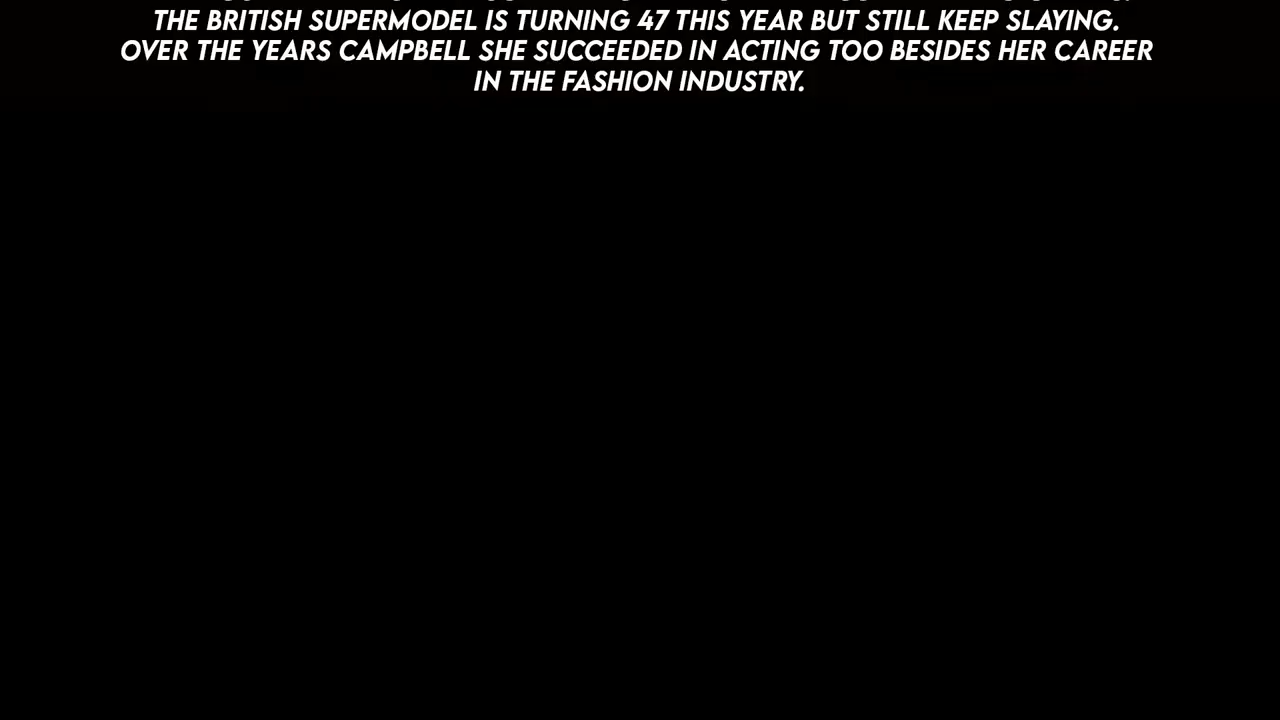 THE BRITISH SUPERMODEL IS TURNING 47 THIS YEAR BUT STILL KEEP SLAYING.
OVER THE YEARS CAMPBELL SHE SUCCEEDED IN ACTING TOO BESIDES HER CAREER
IN THE FASHION INDUSTRY.